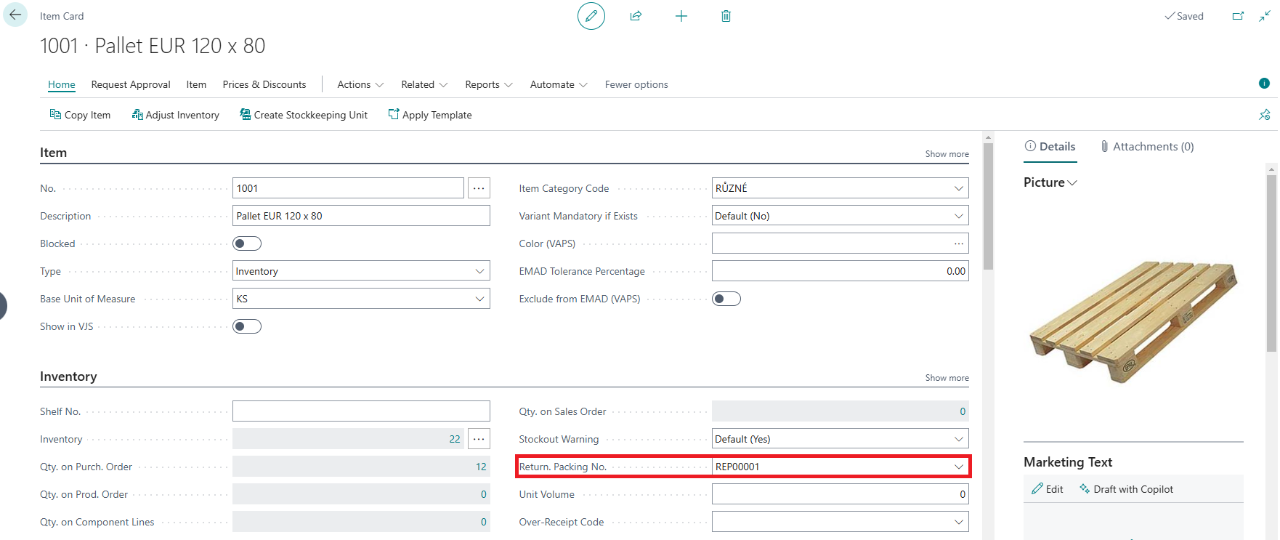 Item Card
Saved
1001 · Pallet EUR 120 x 80
Home Request Approval Item Prices & Discounts Actions Related Reports Automate Fewer options
Copy Item Adjust Inventory Create Stockkeeping Unit Apply Template
Item Show more
No. 1001
Description Pallet EUR 120 x 80
Blocked
Type Inventory
Base Unit of Measure KS
Show in VJS
Item Category Code RŮZNÉ
Variant Mandatory if Exists Default (No)
Color (VAPS)
EMAD Tolerance Percentage 0,00
Exclude from EMAD (VAPS)
Inventory Show more
Shelf No.
Inventory 22
Qty. on Purch. Order 12
Qty. on Prod. Order 0
Qty. on Component Lines 0
Qty. on Sales Order 0
Stockout Warning Default (Yes)
Return. Packing No. REP00001
Unit Volume 0
Over-Receipt Code
Details Attachments (0)
Picture
Marketing Text
Edit Draft with Copilot